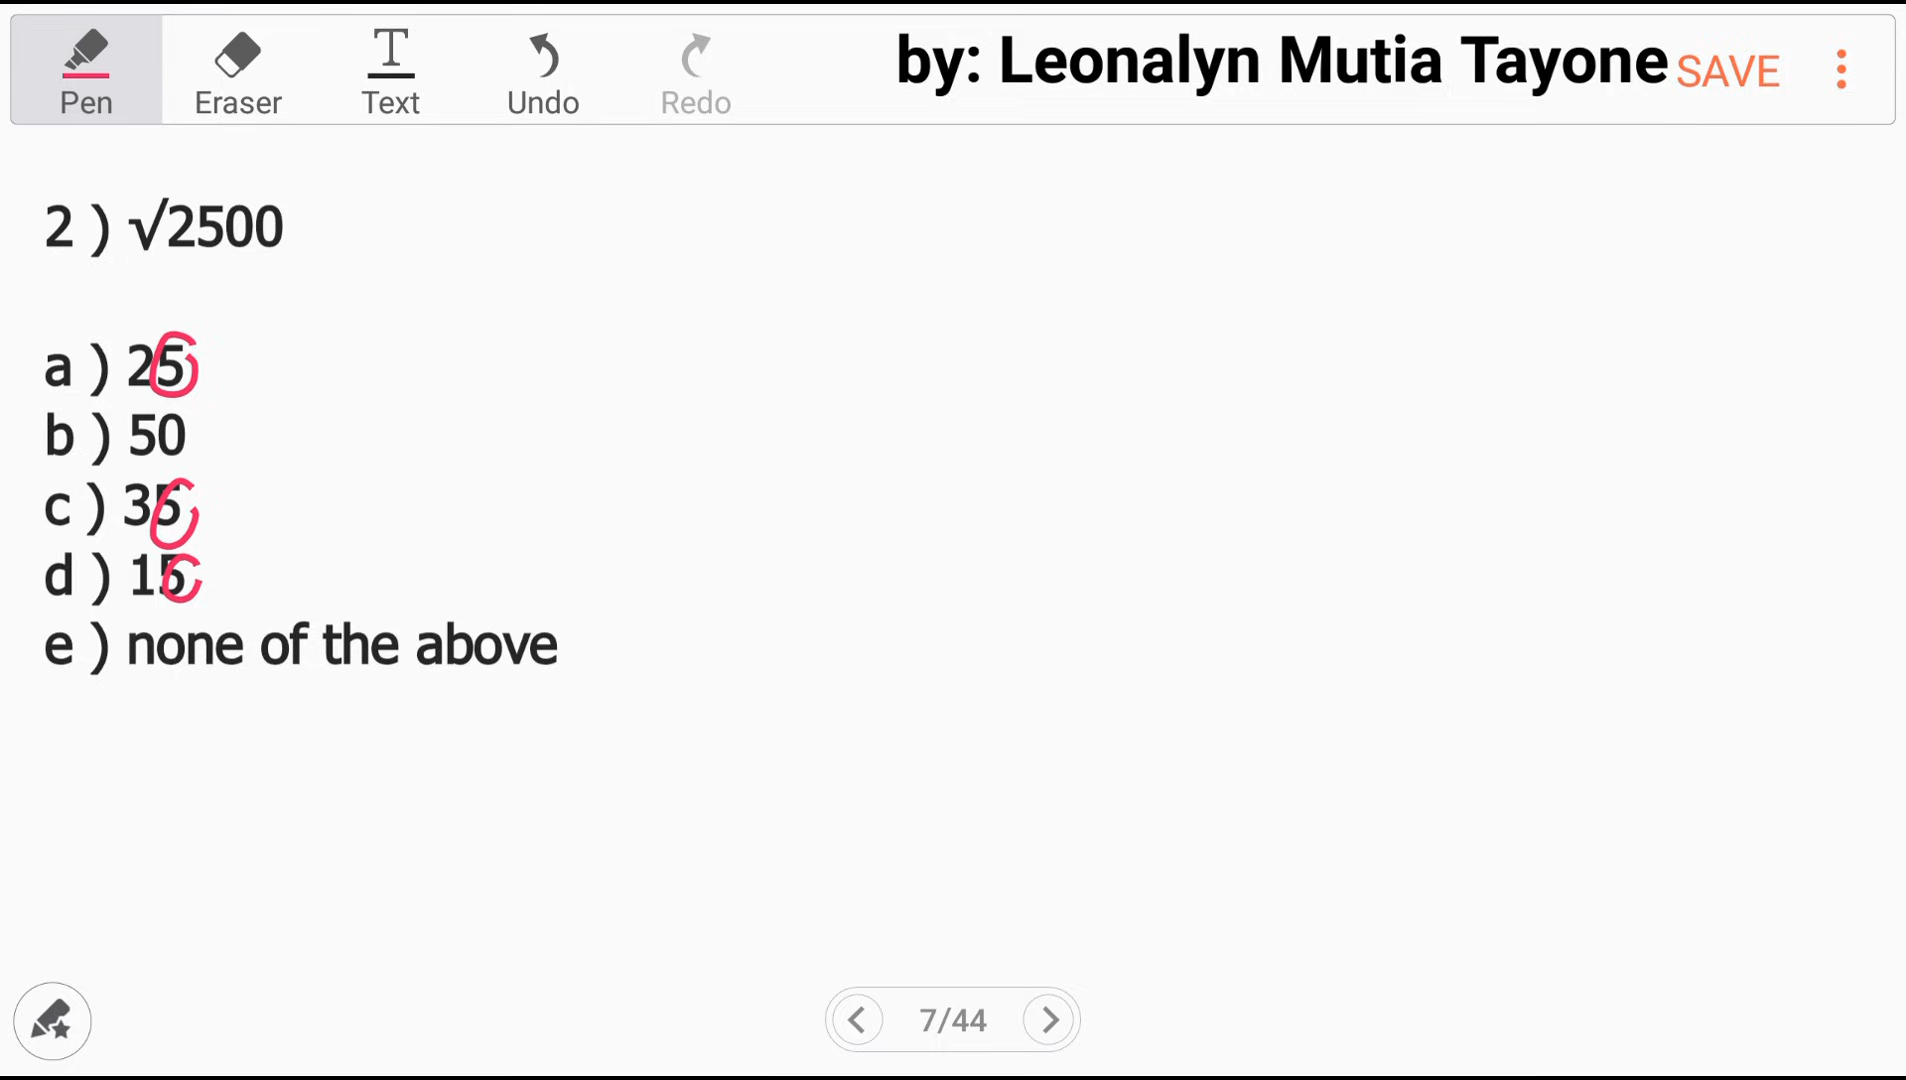 by: Leonalyn Mutia Tayone
SAVE
Pen
Eraser
Text
Undo
Redo
2 ) √2500
a ) 25
b ) 50
c ) 35
d ) 15
e ) none of the above
7/44